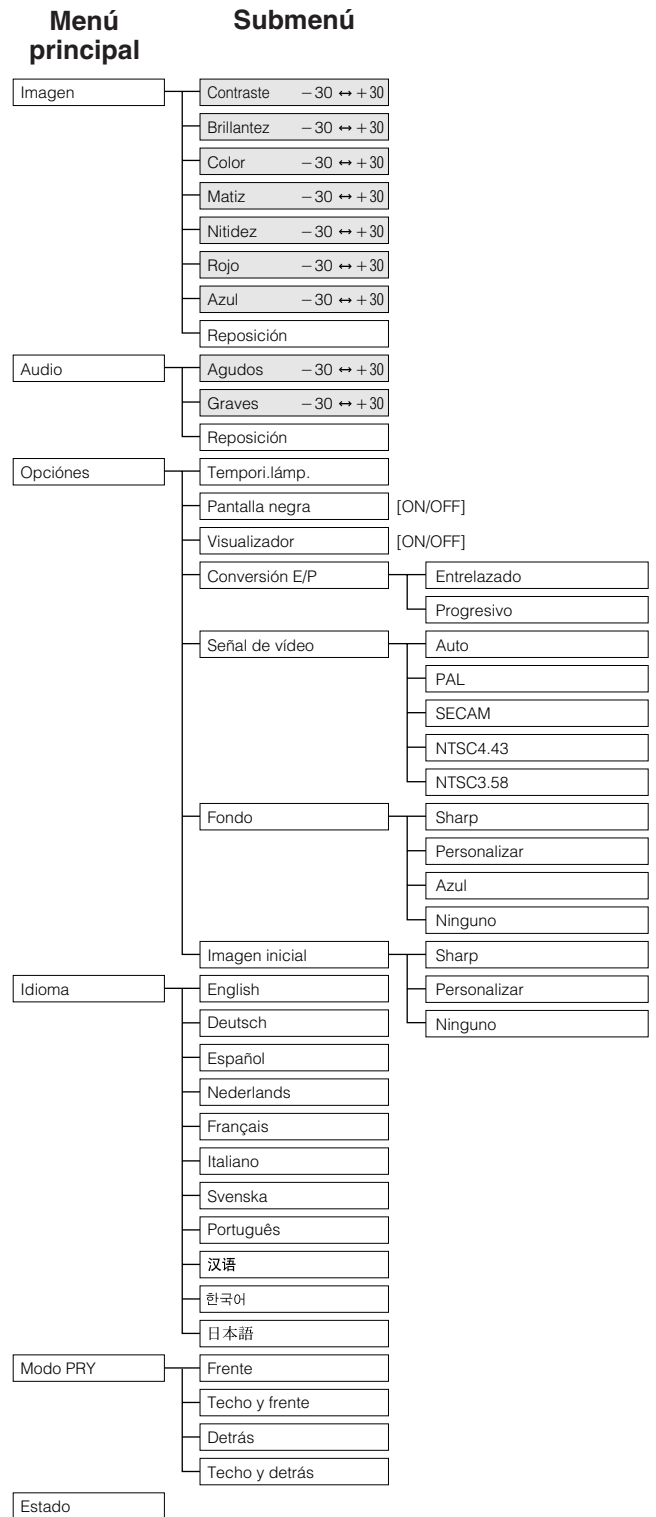 Menú principal Submenú
Imagen Contraste −30 ↔ +30
Brillantez −30 ↔ +30
Color −30 ↔ +30
Matiz −30 ↔ +30
Nitidez −30 ↔ +30
Rojo −30 ↔ +30
Azul −30 ↔ +30
Reposición
Audio Agudos −30 ↔ +30
Graves −30 ↔ +30
Reposición
Opciónes Tempori.lámp.
Pantalla negra [ON/OFF]
Visualizador [ON/OFF]
Conversión E/P Entrelazado
Progresivo
Señal de vídeo Auto
PAL
SECAM
NTSC4.43
NTSC3.58
Fondo Sharp
Personalizar
Azul
Ninguno
Imagen inicial Sharp
Idioma English Personalizar
Deutsch Ninguno
Español
Nederlands
Français
Italiano
Svenska
Português
汉语
한국어
日本語
Modo PRY Frente
Techo y frente
Detrás
Techo y detrás
Estado